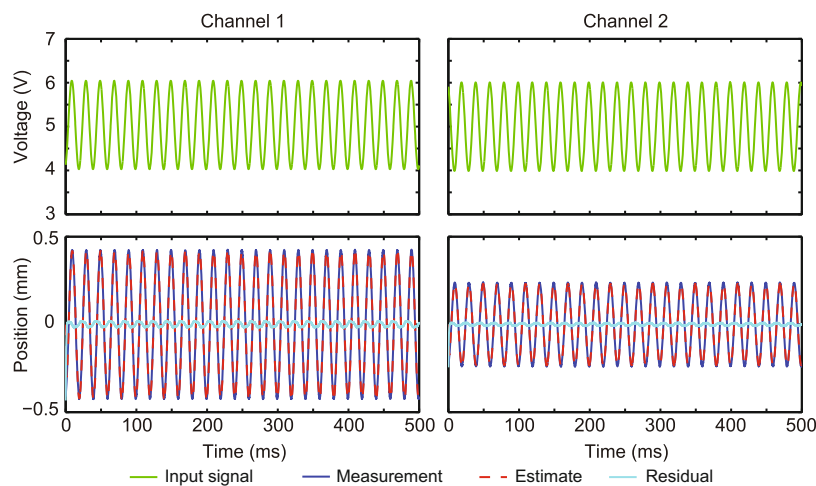 Channel 1
Channel 2
Voltage (V)
7
6
5
4
3
Position (mm)
0.5
0
−0.5
0 100 200 300 400 500
0 100 200 300 400 500
Time (ms)
Time (ms)
Input signal
Measurement
Estimate
Residual